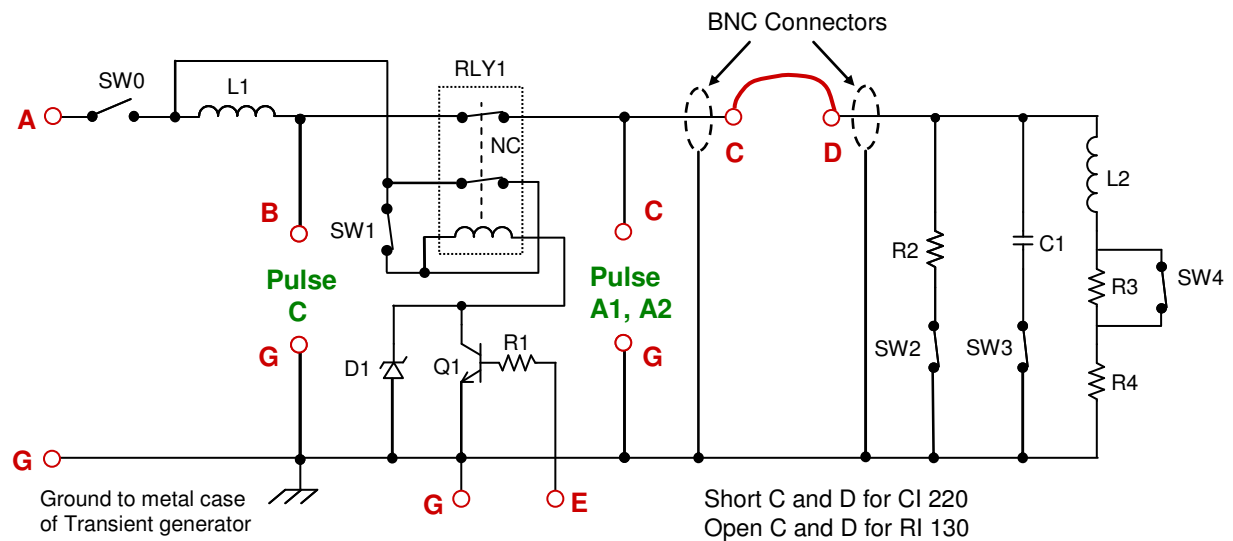 BNC Connectors
SW0
L1
RLY1
A
NC
C
D
L2
B
SW1
C
R2
C1
Pulse
C
Pulse
A1, A2
R3
SW4
G
D1
Q1
R1
G
SW2
SW3
R4
G
Ground to metal case
of Transient generator
G
E
Short C and D for CI 220
Open C and D for RI 130